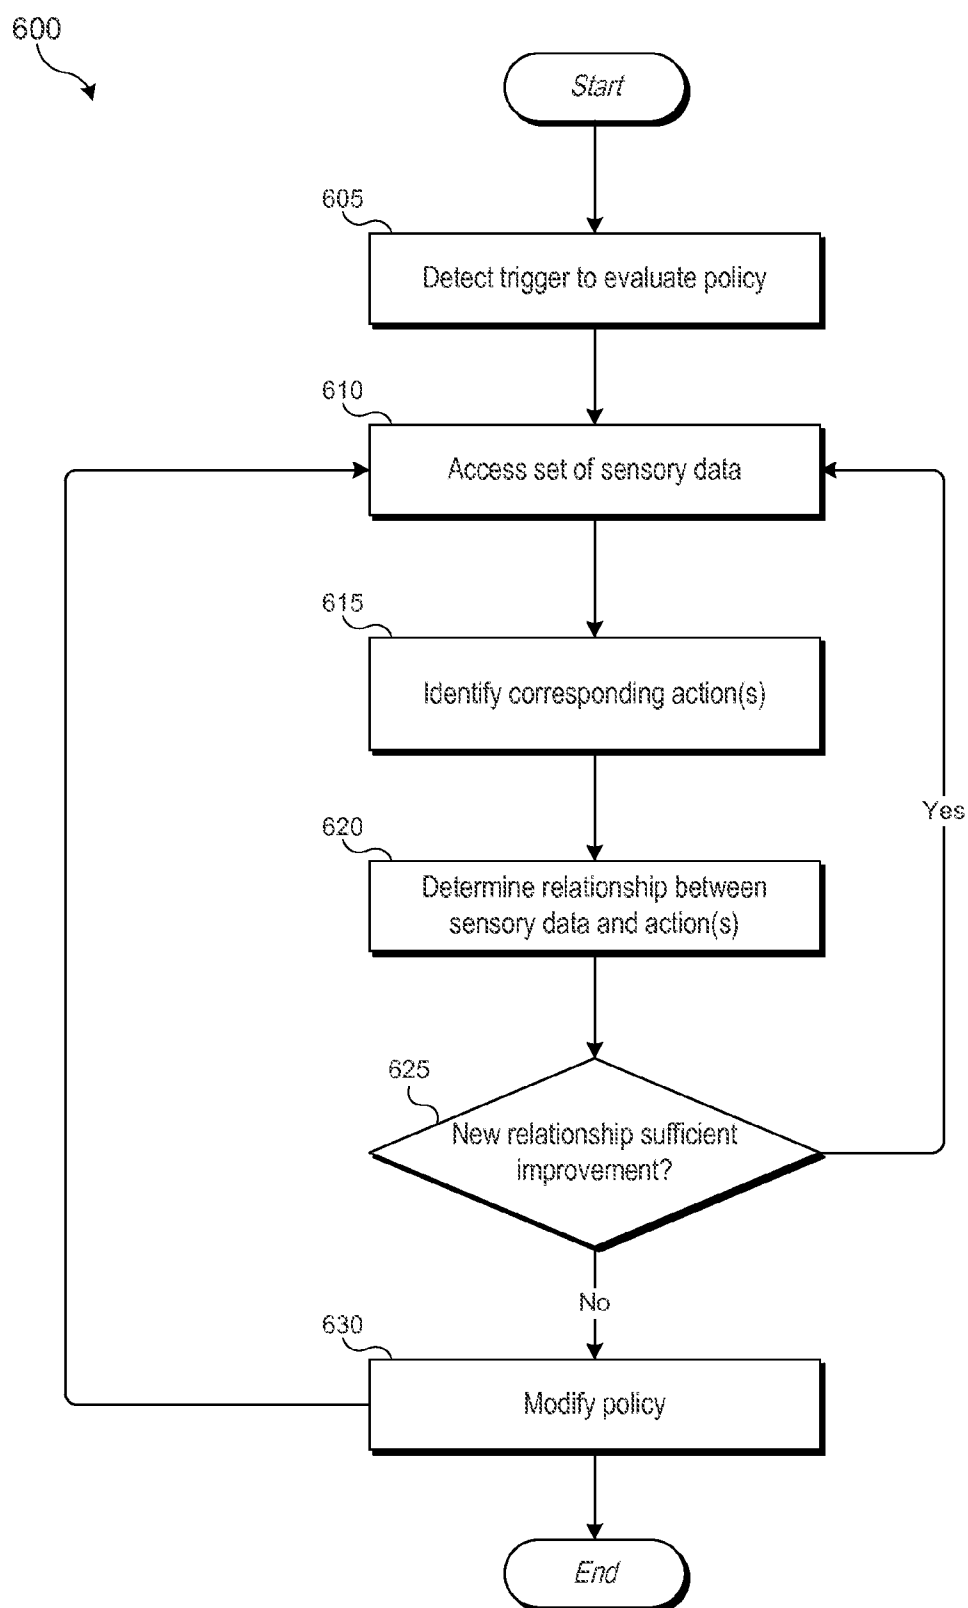 600
Start
605
Detect trigger to evaluate policy
610
Access set of sensory data
615
Identify corresponding action(s)
Yes
620
Determine relationship between
sensory data and action(s)
625
New relationship sufficient
improvement?
No
630
Modify policy
End